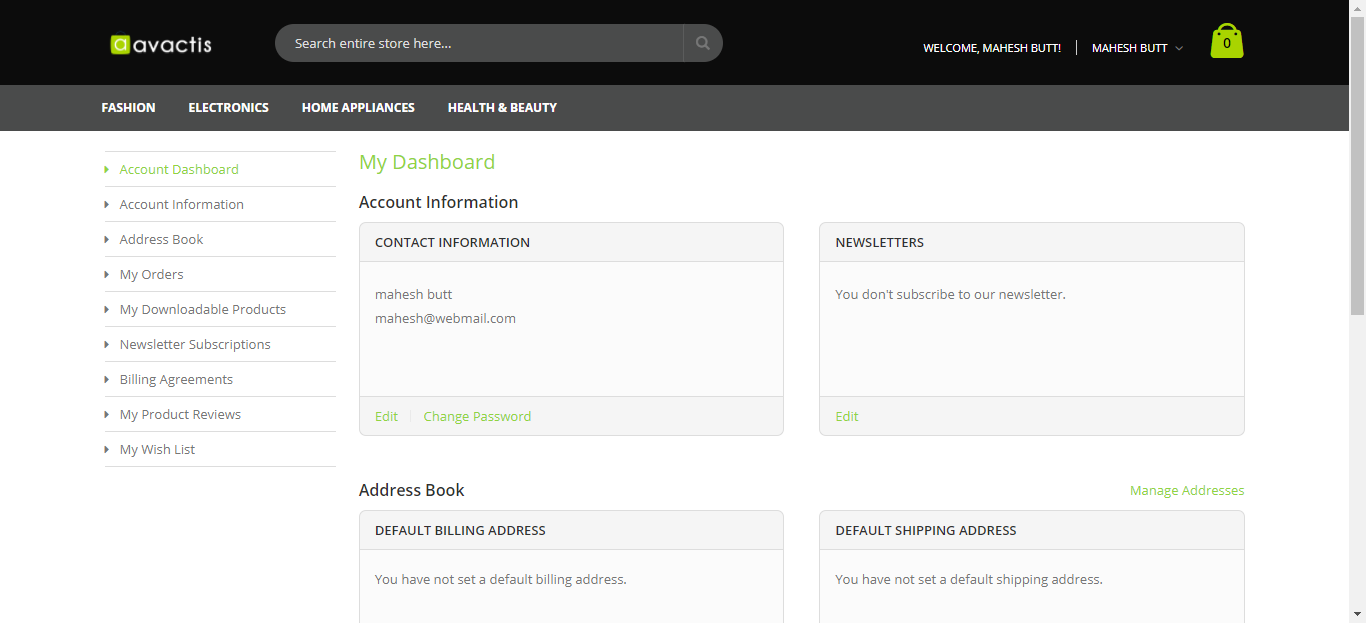 avactis
Search entire store here...
WELCOME, MAHESH BUTT!
MAHESH BUTT
0
FASHION
ELECTRONICS
HOME APPLIANCES
HEALTH & BEAUTY
Account Dashboard
Account Information
Address Book
My Orders
My Downloadable Products
Newsletter Subscriptions
Billing Agreements
My Product Reviews
My Wish List
My Dashboard
Account Information
CONTACT INFORMATION
mahesh butt
mahesh@webmail.com
Edit
Change Password
NEWSLETTERS
You don't subscribe to our newsletter.
Edit
Address Book
Manage Addresses
DEFAULT BILLING ADDRESS
You have not set a default billing address.
DEFAULT SHIPPING ADDRESS
You have not set a default shipping address.